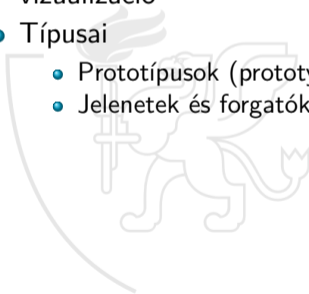 vizualizáció
Típusai
Prototípusok (prototy
Jelenetek és forgatók